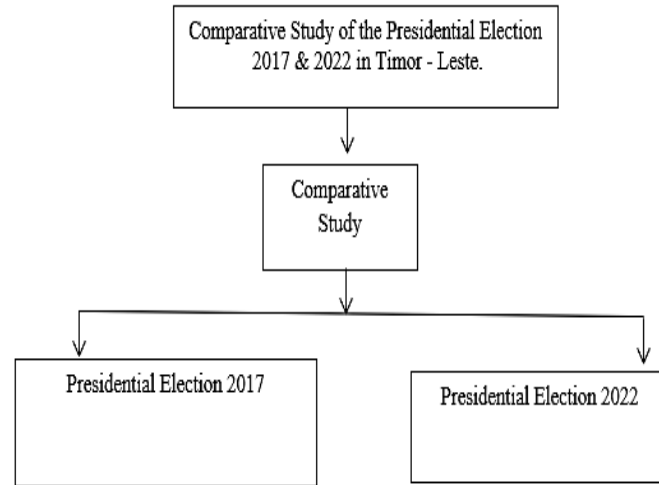 Comparative Study of the Presidential Election
2017 & 2022 in Timor - Leste.
Comparative
Study
Presidential Election 2017
Presidential Election 2022